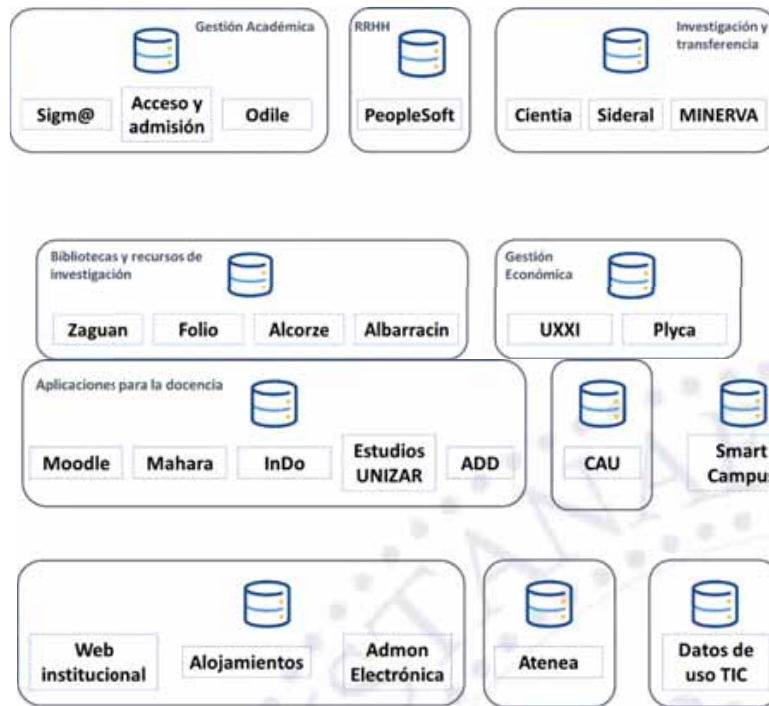 Gestión Académica
Sigm@
Acceso y
admisión
Odile
RRHH
PeopleSoft
Investigación y
transferencia
Cientia
Sideral
MINERVA
Bibliotecas y recursos de
investigación
Zaguan
Folio
Alcorze
Albarracin
Gestión
Económica
UXXI
Plyca
Aplicaciones para la docencia
Moodle
Mahara
InDo
Estudios
UNIZAR
ADD
CAU
Smart
Campus
Web
institucional
Alojamientos
Admon
Electrónica
Atenea
Datos de
uso TIC